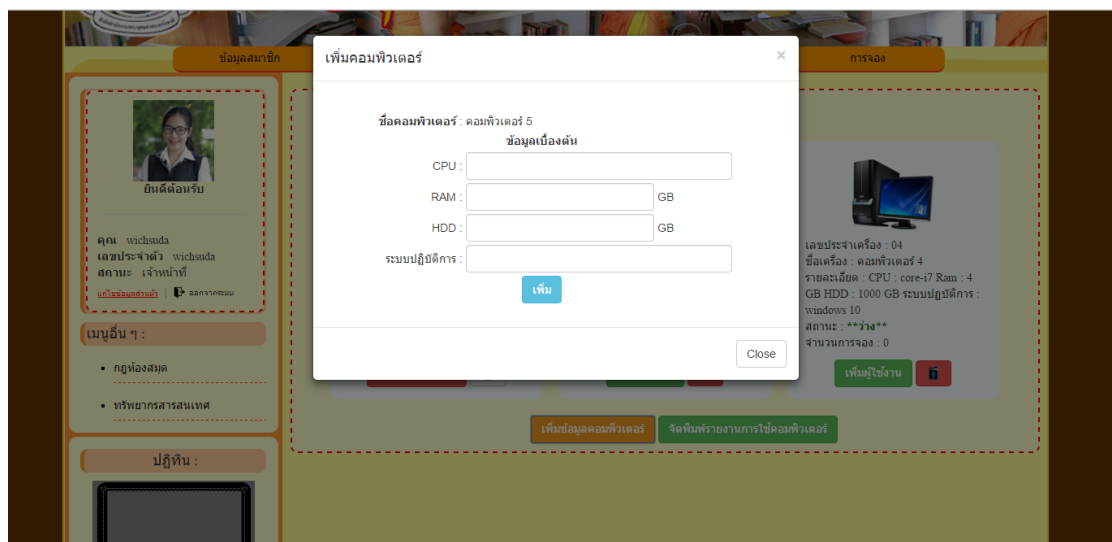 ข้อมูลสมาชิก
การจอง
เพิ่มคอมพิวเตอร์
×
ชื่อคอมพิวเตอร์ : คอมพิวเตอร์ 5
ข้อมูลเบื้องต้น
CPU :
RAM : GB
HDD : GB
ระบบปฏิบัติการ :
เพิ่ม
Close
ยินดีต้อนรับ
คุณ wichsuda
เลขประจำตัว wichsuda
สถานะ เจ้าหน้าที่
แก้ไขข้อมูลส่วนตัว | ออกจากระบบ
เมนูอื่น ๆ :
กฎห้องสมุด
ทรัพยากรสารสนเทศ
ปฏิทิน :
เลขประจำเครื่อง : 04
ชื่อเครื่อง : คอมพิวเตอร์ 4
รายละเอียด : CPU : core-i7 Ram : 4
GB HDD : 1000 GB ระบบปฏิบัติการ :
windows 10
สถานะ : **ว่าง**
จำนวนการจอง : 0
เพิ่มผู้ใช้งาน
เพิ่มข้อมูลคอมพิวเตอร์
จัดพิมพ์รายงานการใช้คอมพิวเตอร์